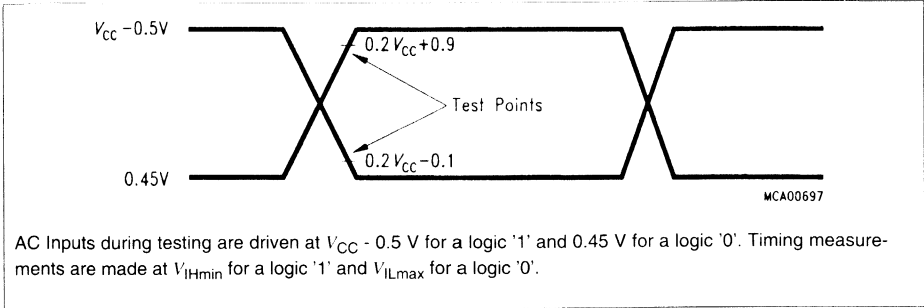 VCC −0.5V
0.2 VCC+0.9
Test Points
0.2 VCC−0.1
0.45V
MCA00697
AC Inputs during testing are driven at VCC - 0.5 V for a logic '1' and 0.45 V for a logic '0'. Timing measure-
ments are made at VIHmin for a logic '1' and VILmax for a logic '0'.